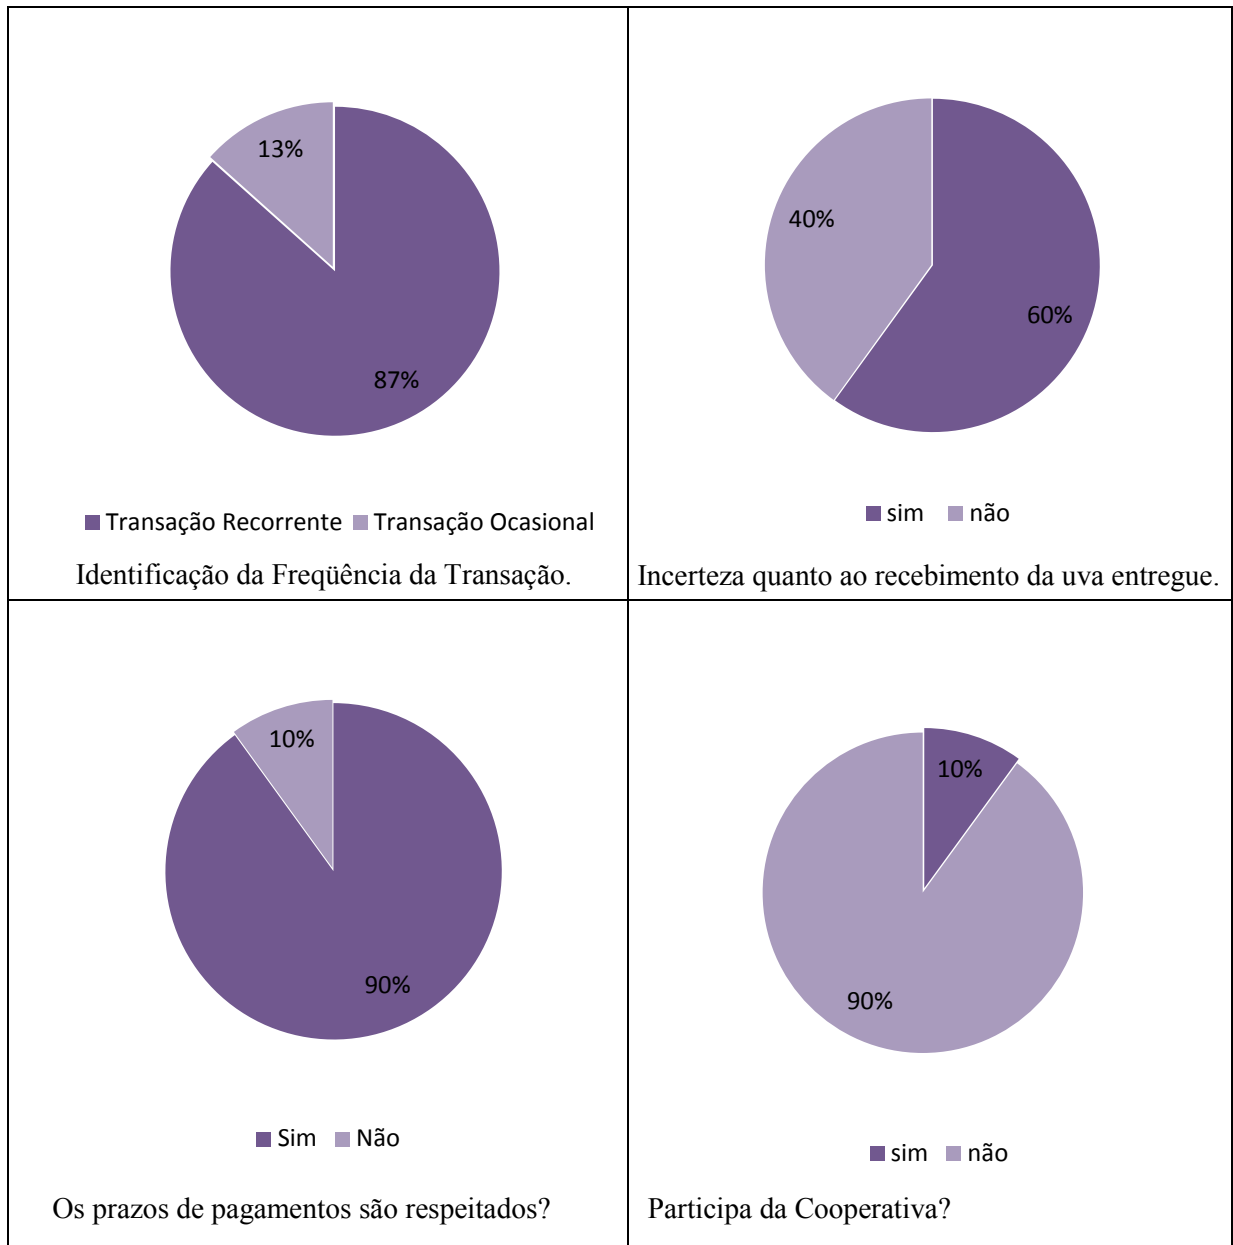 13%
87%
Transação Recorrente Transação Ocasional
Identificação da Freqüência da Transação.
40%
60%
sim não
Incerteza quanto ao recebimento da uva entregue.
10%
90%
Sim Não
Os prazos de pagamentos são respeitados?
10%
90%
sim não
Participa da Cooperativa?